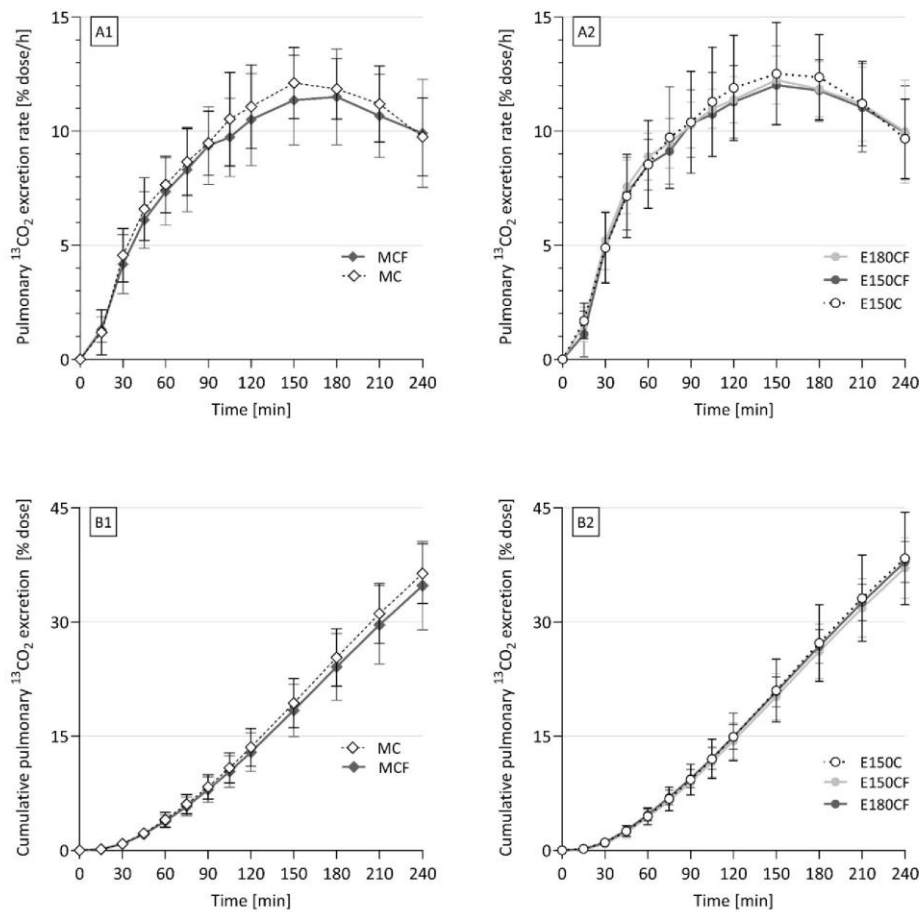 A1
Pulmonary ¹³CO₂ excretion rate [% dose/h]
15
10
5
0
MCF
MC
0 30 60 90 120 150 180 210 240
Time [min]
A2
Pulmonary ¹³CO₂ excretion rate [% dose/h]
15
10
5
0
E180CF
E150CF
E150C
0 30 60 90 120 150 180 210 240
Time [min]
B1
Cumulative pulmonary ¹³CO₂ excretion [% dose]
45
30
15
0
MC
MCF
0 30 60 90 120 150 180 210 240
Time [min]
B2
Cumulative pulmonary ¹³CO₂ excretion [% dose]
45
30
15
0
E150C
E150CF
E180CF
0 30 60 90 120 150 180 210 240
Time [min]